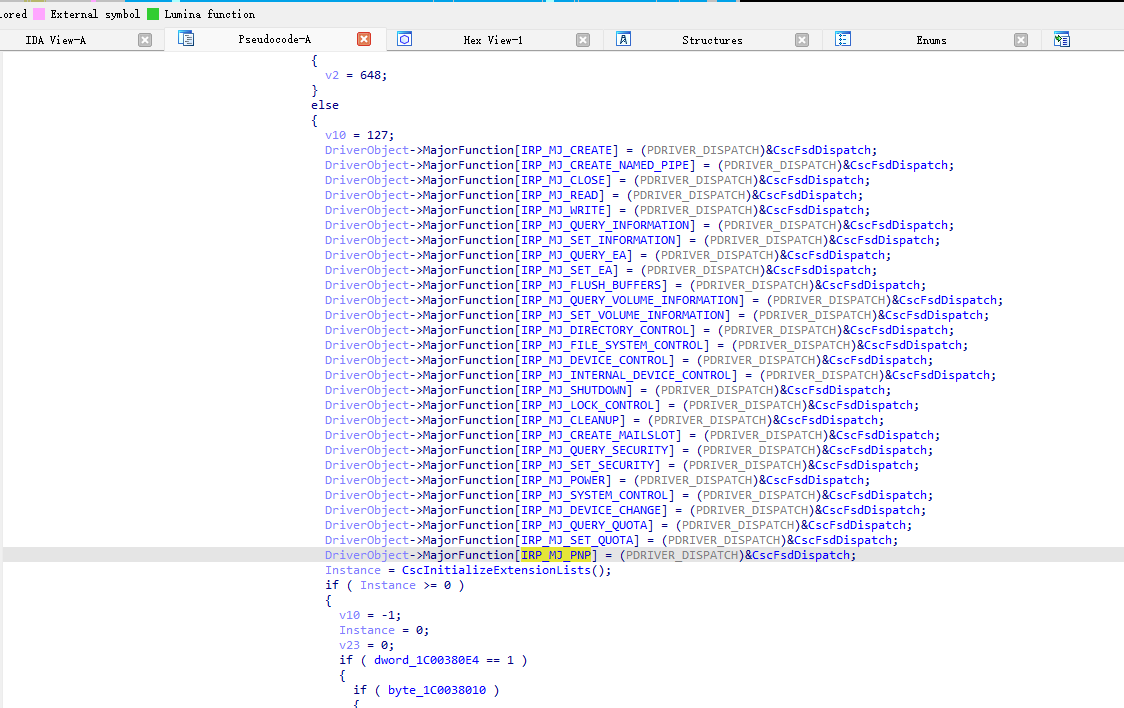 ored External symbol Lumina function
IDA View-A Pseudocode-A Hex View-1 Structures Enums
{
v2 = 648;
}
else
{
v10 = 127;
DriverObject->MajorFunction[IRP_MJ_CREATE] = (PDRIVER_DISPATCH)&CscFsdDispatch;
DriverObject->MajorFunction[IRP_MJ_CREATE_NAMED_PIPE] = (PDRIVER_DISPATCH)&CscFsdDispatch;
DriverObject->MajorFunction[IRP_MJ_CLOSE] = (PDRIVER_DISPATCH)&CscFsdDispatch;
DriverObject->MajorFunction[IRP_MJ_READ] = (PDRIVER_DISPATCH)&CscFsdDispatch;
DriverObject->MajorFunction[IRP_MJ_WRITE] = (PDRIVER_DISPATCH)&CscFsdDispatch;
DriverObject->MajorFunction[IRP_MJ_QUERY_INFORMATION] = (PDRIVER_DISPATCH)&CscFsdDispatch;
DriverObject->MajorFunction[IRP_MJ_SET_INFORMATION] = (PDRIVER_DISPATCH)&CscFsdDispatch;
DriverObject->MajorFunction[IRP_MJ_QUERY_EA] = (PDRIVER_DISPATCH)&CscFsdDispatch;
DriverObject->MajorFunction[IRP_MJ_SET_EA] = (PDRIVER_DISPATCH)&CscFsdDispatch;
DriverObject->MajorFunction[IRP_MJ_FLUSH_BUFFERS] = (PDRIVER_DISPATCH)&CscFsdDispatch;
DriverObject->MajorFunction[IRP_MJ_QUERY_VOLUME_INFORMATION] = (PDRIVER_DISPATCH)&CscFsdDispatch;
DriverObject->MajorFunction[IRP_MJ_SET_VOLUME_INFORMATION] = (PDRIVER_DISPATCH)&CscFsdDispatch;
DriverObject->MajorFunction[IRP_MJ_DIRECTORY_CONTROL] = (PDRIVER_DISPATCH)&CscFsdDispatch;
DriverObject->MajorFunction[IRP_MJ_FILE_SYSTEM_CONTROL] = (PDRIVER_DISPATCH)&CscFsdDispatch;
DriverObject->MajorFunction[IRP_MJ_DEVICE_CONTROL] = (PDRIVER_DISPATCH)&CscFsdDispatch;
DriverObject->MajorFunction[IRP_MJ_INTERNAL_DEVICE_CONTROL] = (PDRIVER_DISPATCH)&CscFsdDispatch;
DriverObject->MajorFunction[IRP_MJ_SHUTDOWN] = (PDRIVER_DISPATCH)&CscFsdDispatch;
DriverObject->MajorFunction[IRP_MJ_LOCK_CONTROL] = (PDRIVER_DISPATCH)&CscFsdDispatch;
DriverObject->MajorFunction[IRP_MJ_CLEANUP] = (PDRIVER_DISPATCH)&CscFsdDispatch;
DriverObject->MajorFunction[IRP_MJ_CREATE_MAILSLOT] = (PDRIVER_DISPATCH)&CscFsdDispatch;
DriverObject->MajorFunction[IRP_MJ_QUERY_SECURITY] = (PDRIVER_DISPATCH)&CscFsdDispatch;
DriverObject->MajorFunction[IRP_MJ_SET_SECURITY] = (PDRIVER_DISPATCH)&CscFsdDispatch;
DriverObject->MajorFunction[IRP_MJ_POWER] = (PDRIVER_DISPATCH)&CscFsdDispatch;
DriverObject->MajorFunction[IRP_MJ_SYSTEM_CONTROL] = (PDRIVER_DISPATCH)&CscFsdDispatch;
DriverObject->MajorFunction[IRP_MJ_DEVICE_CHANGE] = (PDRIVER_DISPATCH)&CscFsdDispatch;
DriverObject->MajorFunction[IRP_MJ_QUERY_QUOTA] = (PDRIVER_DISPATCH)&CscFsdDispatch;
DriverObject->MajorFunction[IRP_MJ_SET_QUOTA] = (PDRIVER_DISPATCH)&CscFsdDispatch;
DriverObject->MajorFunction[IRP_MJ_PNP] = (PDRIVER_DISPATCH)&CscFsdDispatch;
Instance = CscInitializeExtensionLists();
if ( Instance >= 0 )
{
v10 = -1;
Instance = 0;
v23 = 0;
if ( dword_1C00380E4 == 1 )
{
if ( byte_1C0038010 )
{